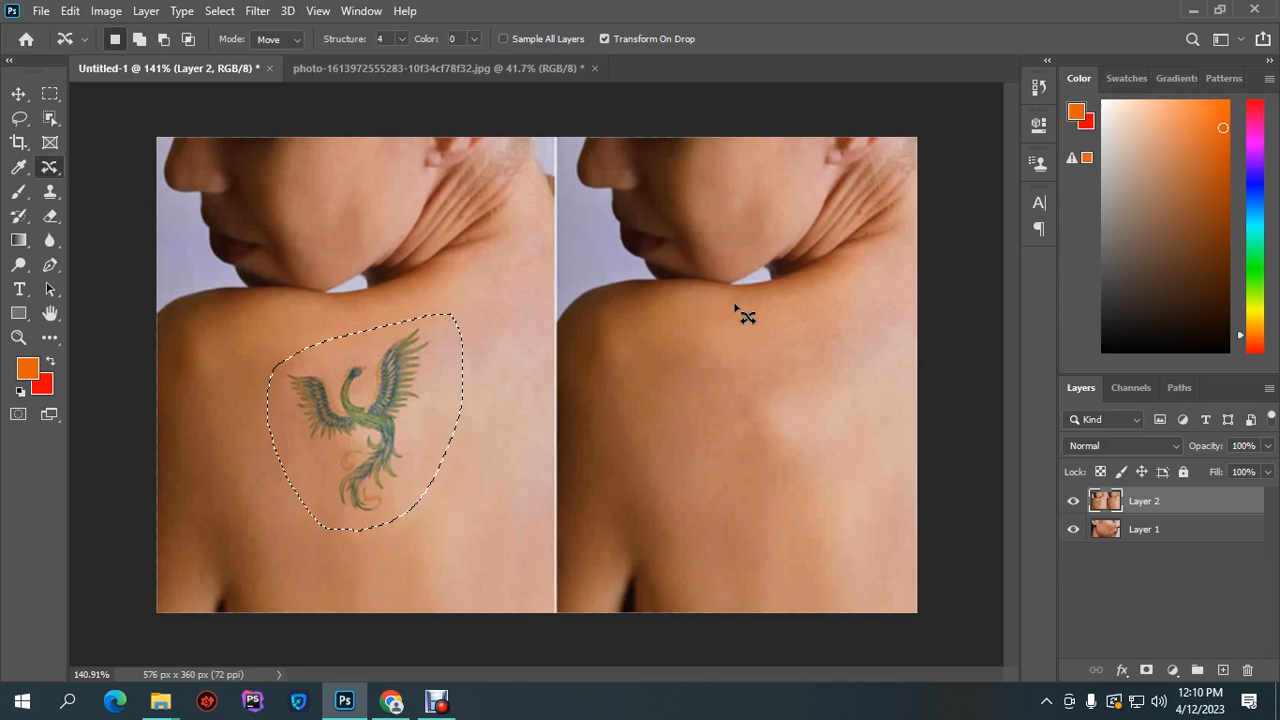 Ps File Edit Image Layer Type Select Filter 3D View Window Help
Mode: Move Structure: 4 Color: 0 Sample All Layers Transform On Drop
Untitled-1 @ 141% (Layer 2, RGB/8) * × photo-1613972555283-10f34cf78f32.jpg @ 41.7% (RGB/8) * ×
Color Swatches Gradients Patterns
Layers Channels Paths
Kind
Normal Opacity: 100%
Lock: Fill: 100%
Layer 2
Layer 1
140.91% 576 px x 360 px (72 ppi)
12:10 PM
4/12/2023